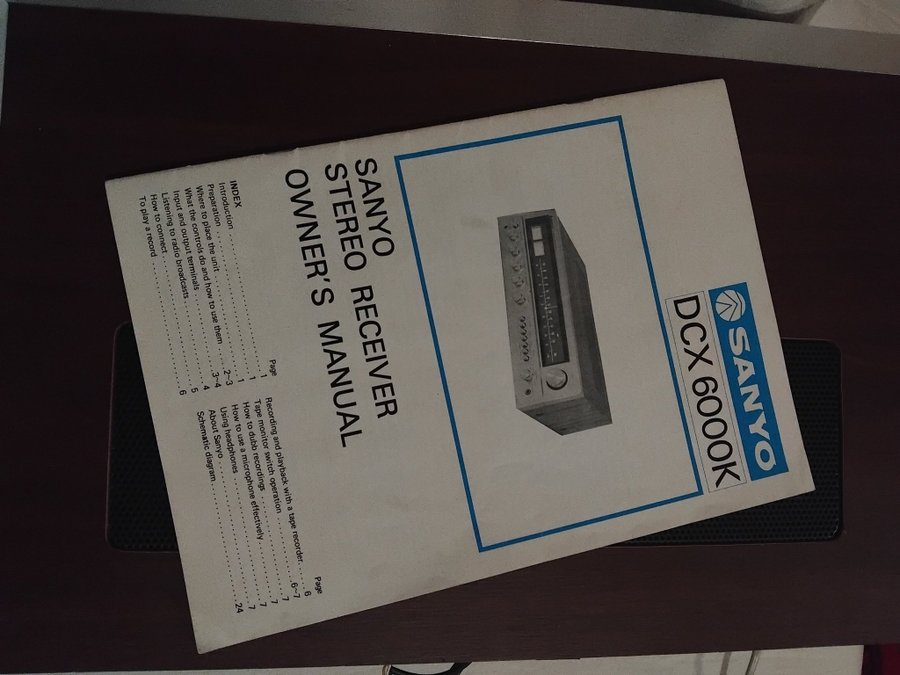 SANYO
DCX 6000K
SANYO
STEREO RECEIVER
OWNER'S MANUAL
INDEX
Page
Introduction ........ 1
Preparation ........ 1
Where to place the unit ........ 1
What the controls do and how to use them ... 2~3
Input and output terminals ........ 3~4
Listening to radio broadcasts ........ 4
How to connect ........ 5
To play a record ........ 6
Page
Recording and playback with a tape recorder ... 6
Tape monitor switch operation ........ 6~7
How to dubb recordings ........ 7
How to use a microphone effectively ........ 7
Using headphones ........ 7
About Sanyo ........
Schematic diagram ........ 24